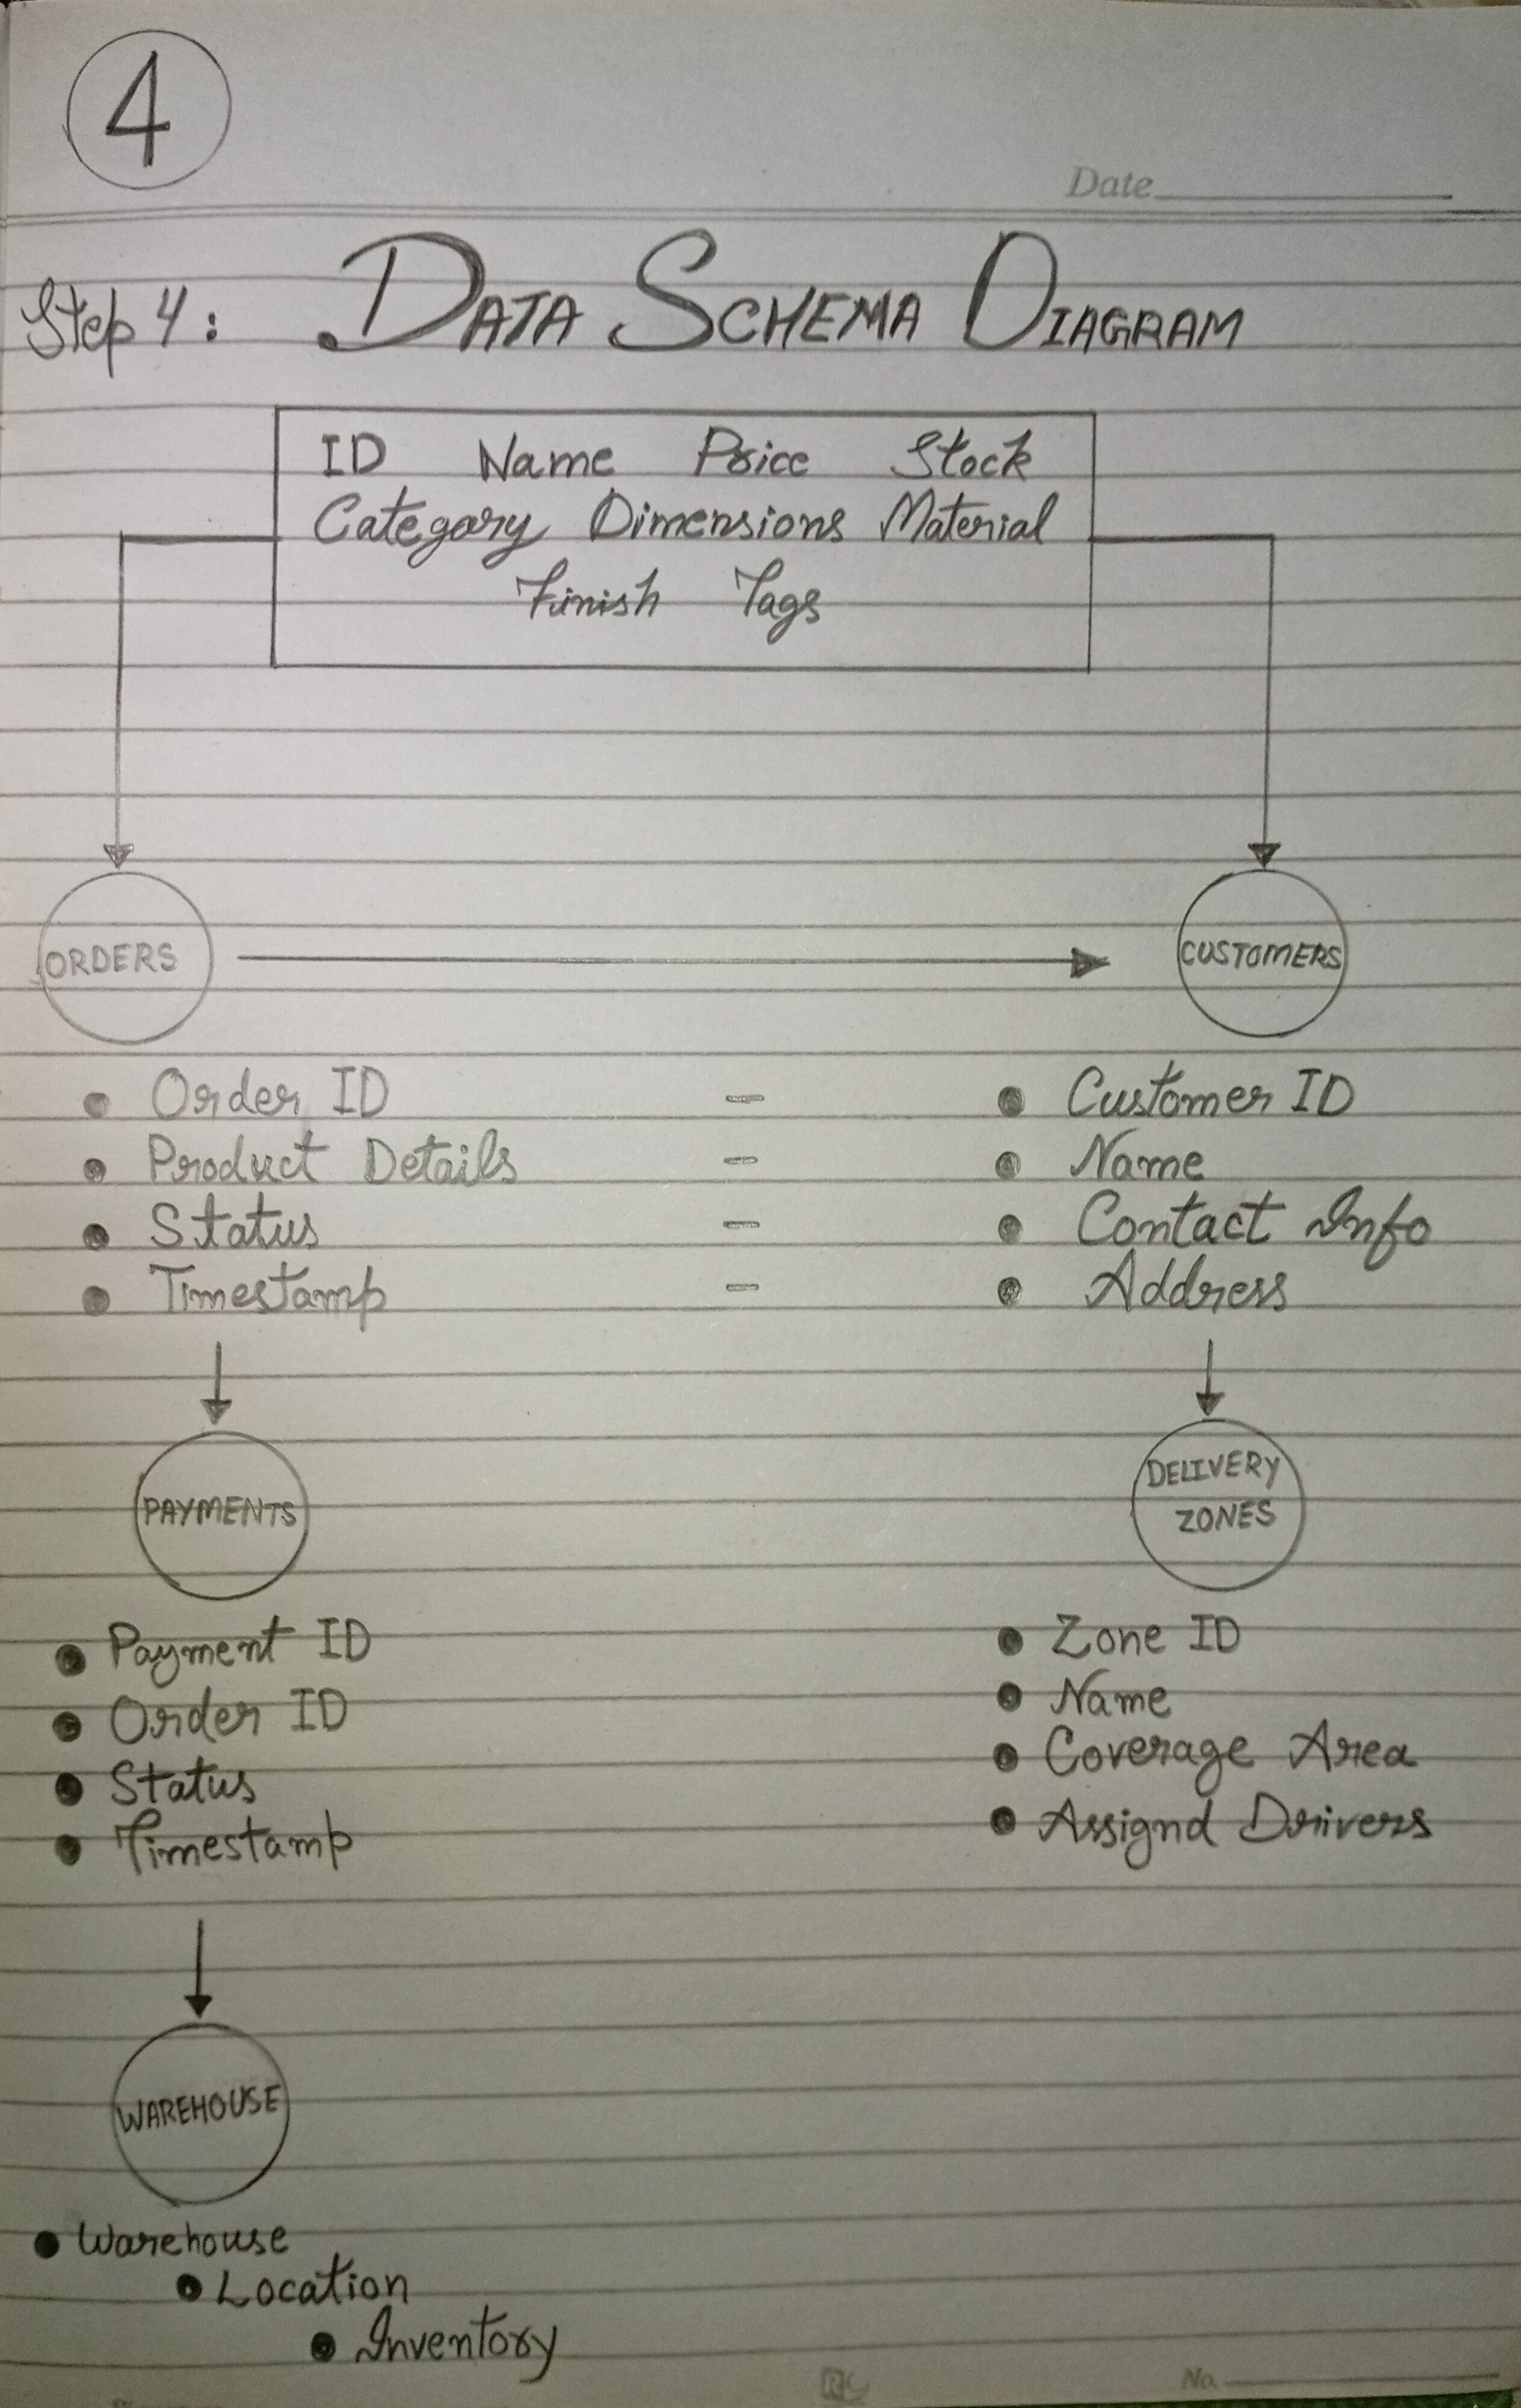 4
Date
Step 4: DATA SCHEMA DIAGRAM
ID Name Price Stock
Category Dimensions Material
Finish Tags
ORDERS
CUSTOMERS
• Order ID - • Customer ID
• Product Details - • Name
• Status - • Contact Info
• Timestamp - • Address
PAYMENTS
DELIVERY
ZONES
• Payment ID
• Order ID
• Status
• Timestamp
• Zone ID
• Name
• Coverage Area
• Assignd Drivers
WAREHOUSE
• Warehouse
• Location
• Inventory
No.